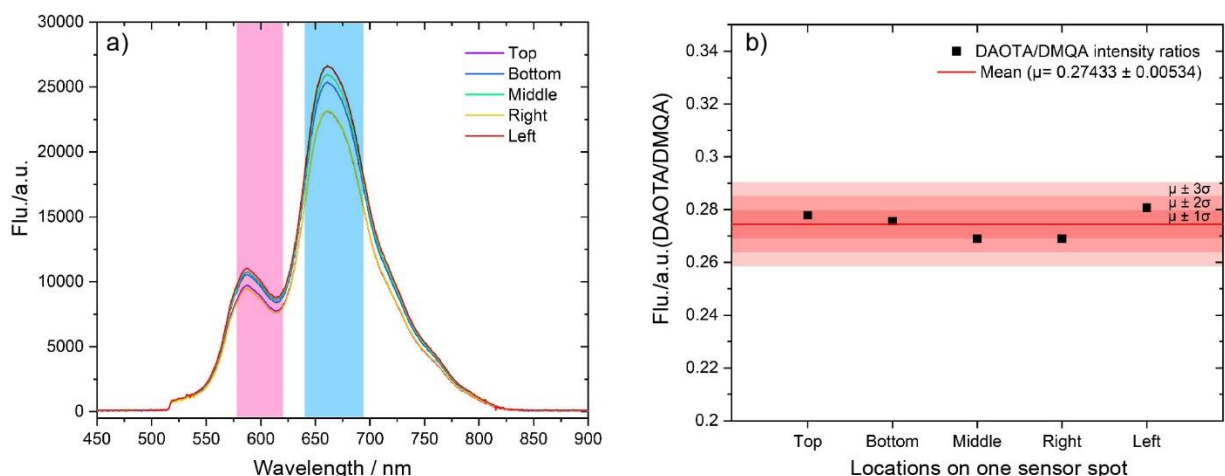 a)
Top
Bottom
Middle
Right
Left
30000
25000
20000
15000
10000
5000
0
Flu./a.u.
450 500 550 600 650 700 750 800 850 900
Wavelength / nm
b)
DAOTA/DMQA intensity ratios
Mean (μ= 0.27433 ± 0.00534)
μ ± 3σ
μ ± 2σ
μ ± 1σ
0.34
0.32
0.3
0.28
0.26
0.24
0.22
0.2
Flu./a.u.(DAOTA/DMQA)
Top Bottom Middle Right Left
Locations on one sensor spot